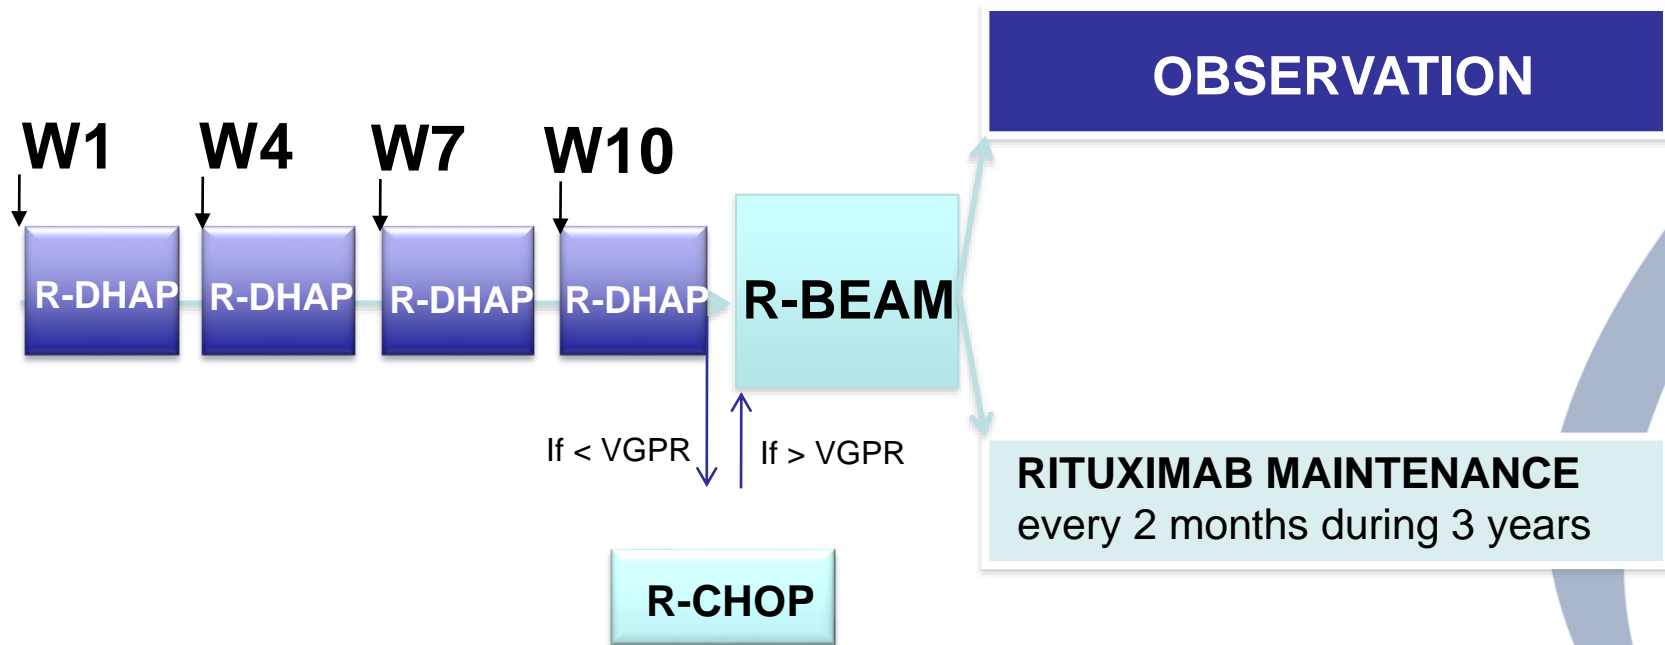 OBSERVATION
W1
W4
W7
W10
R-DHAP
R-DHAP
R-DHAP
R-DHAP
R-BEAM
If < VGPR
If > VGPR
RITUXIMAB MAINTENANCE
every 2 months during 3 years
R-CHOP